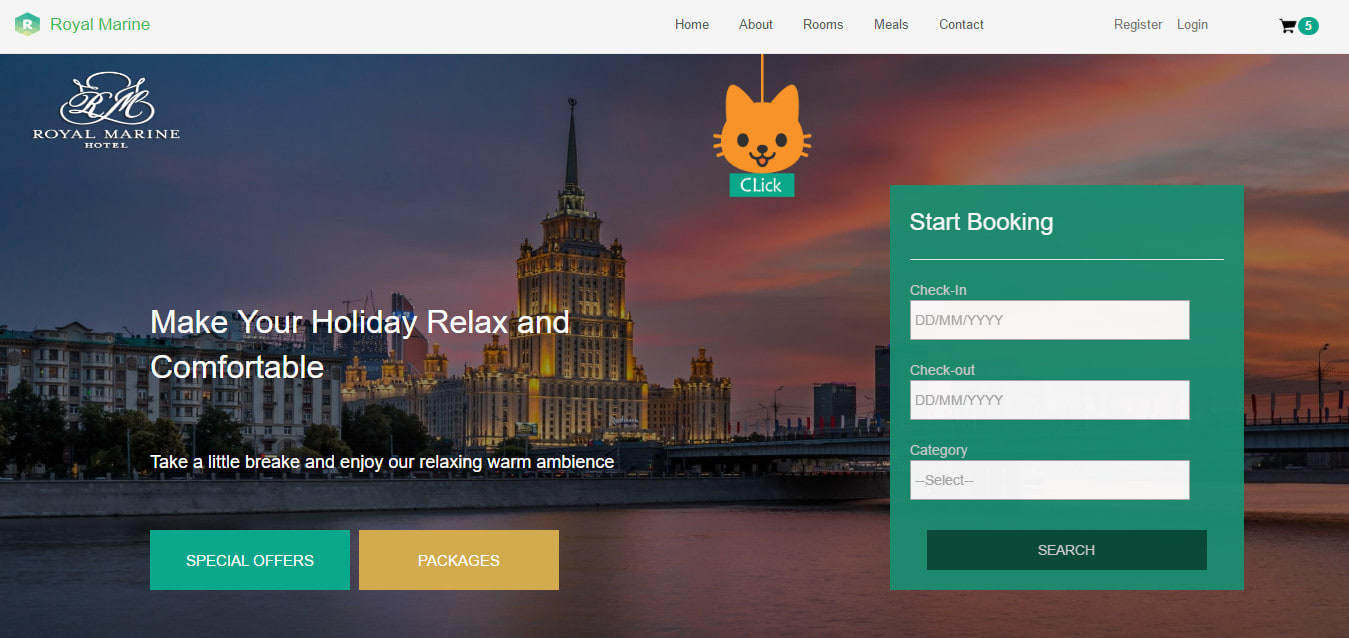 R Royal Marine
Home About Rooms Meals Contact
Register Login
5
RM
ROYAL MARINE
HOTEL
CLick
Make Your Holiday Relax and
Comfortable
Take a little breake and enjoy our relaxing warm ambience
SPECIAL OFFERS
PACKAGES
Start Booking
Check-In
DD/MM/YYYY
Check-out
DD/MM/YYYY
Category
--Select--
SEARCH